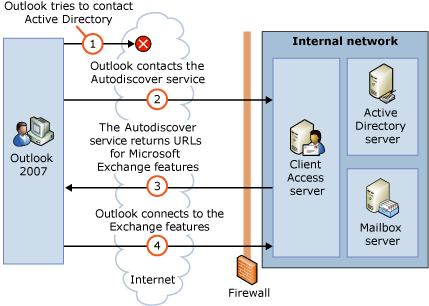 Outlook tries to contact
Active Directory
1
Outlook contacts the
Autodiscover service
2
The Autodiscover
service returns URLs
for Microsoft
Exchange features
3
Outlook connects to the
Exchange features
4
Outlook
2007
Internet
Firewall
Internal network
Client
Access
server
Active
Directory
server
Mailbox
server